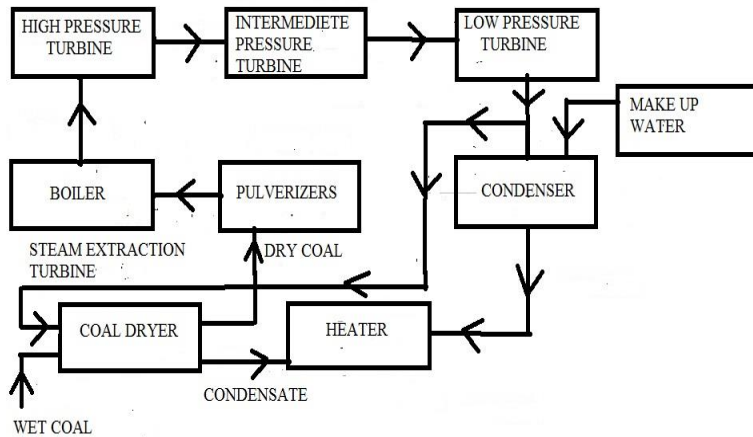 HIGH PRESSURE
TURBINE
INTERMEDIETE
PRESSURE
TURBINE
LOW PRESSURE
TURBINE
MAKE UP
WATER
BOILER
PULVERIZERS
CONDENSER
STEAM EXTRACTION
TURBINE
DRY COAL
COAL DRYER
HEATER
CONDENSATE
WET COAL